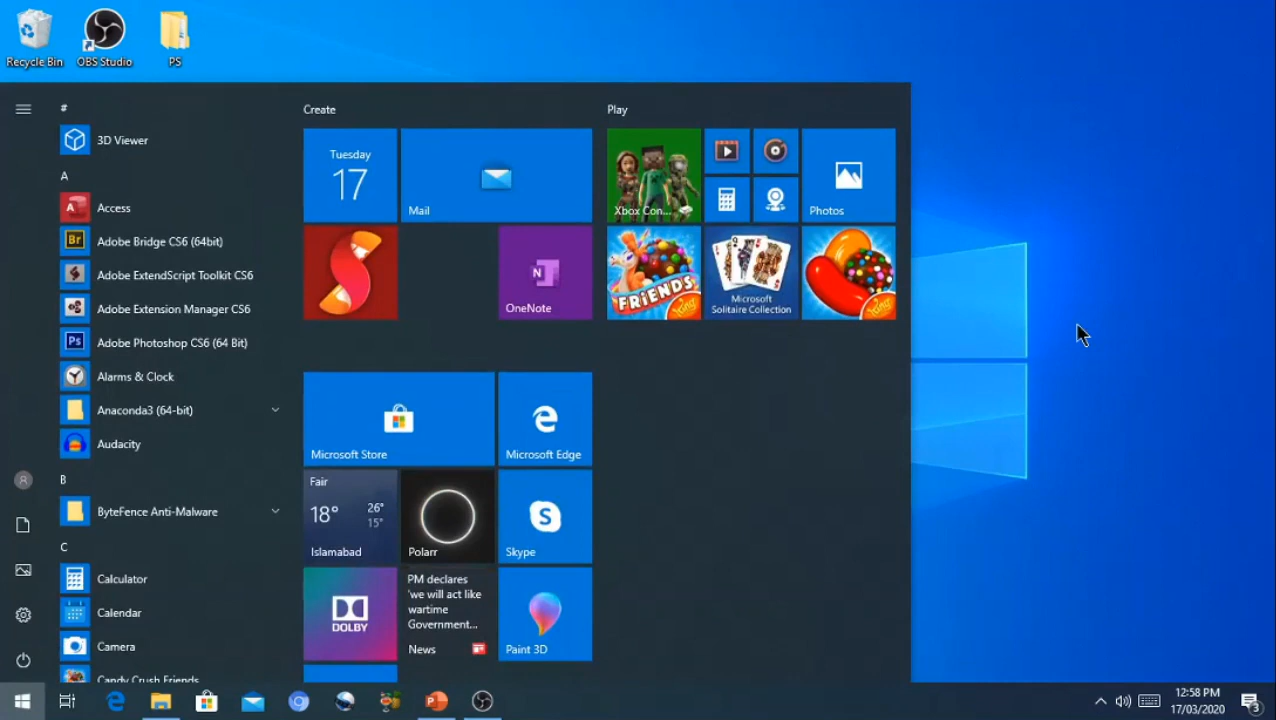 Recycle Bin
OBS Studio
PS
#
3D Viewer
A
Access
Adobe Bridge CS6 (64bit)
Adobe ExtendScript Toolkit CS6
Adobe Extension Manager CS6
Adobe Photoshop CS6 (64 Bit)
Alarms & Clock
Anaconda3 (64-bit)
Audacity
B
ByteFence Anti-Malware
C
Calculator
Calendar
Camera
Candy Crush Friends
Create
Tuesday
17
Mail
OneNote
Microsoft Store
Microsoft Edge
Fair
18°
26°
15°
Islamabad
Polarr
Skype
DOLBY
PM declares
'we will act like
wartime
Government...
News
Paint 3D
Play
Xbox Con...
Photos
FRIENDS
King
Microsoft
Solitaire Collection
King
12:58 PM
17/03/2020
3